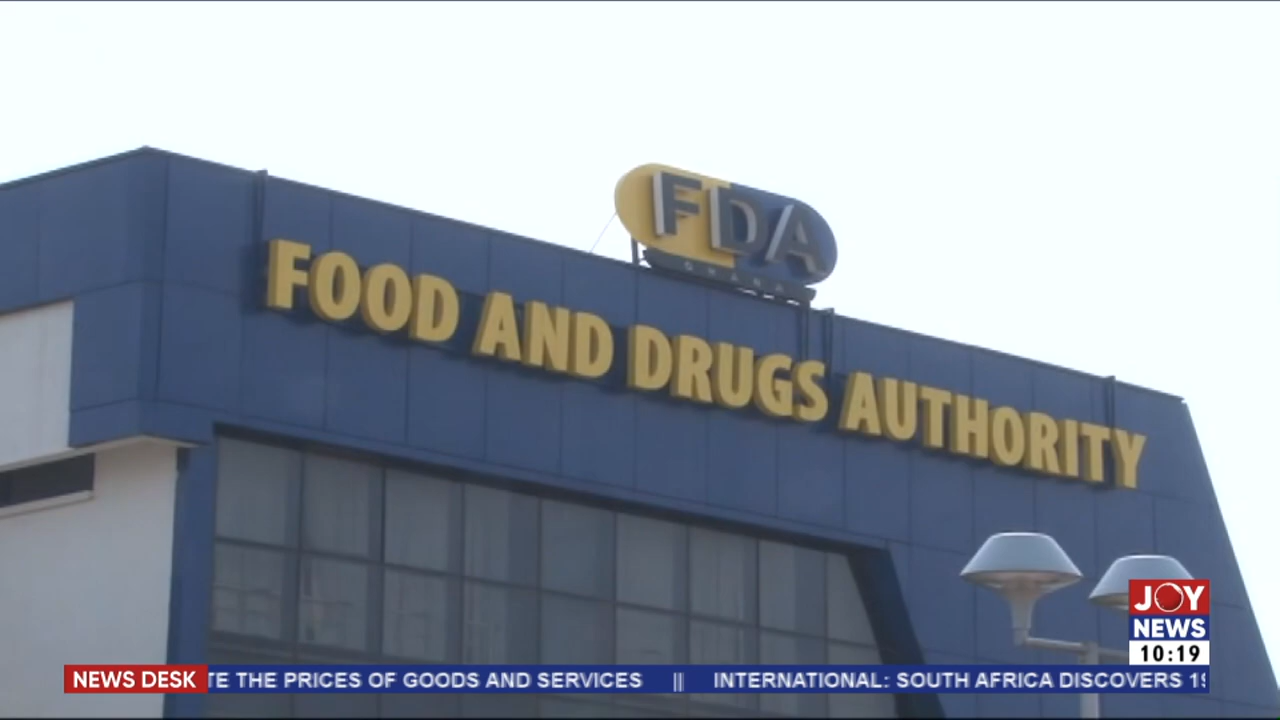 FDA
GHANA
FOOD AND DRUGS AUTHORITY
JOY
NEWS
10:19
NEWS DESK
TE THE PRICES OF GOODS AND SERVICES || INTERNATIONAL: SOUTH AFRICA DISCOVERS